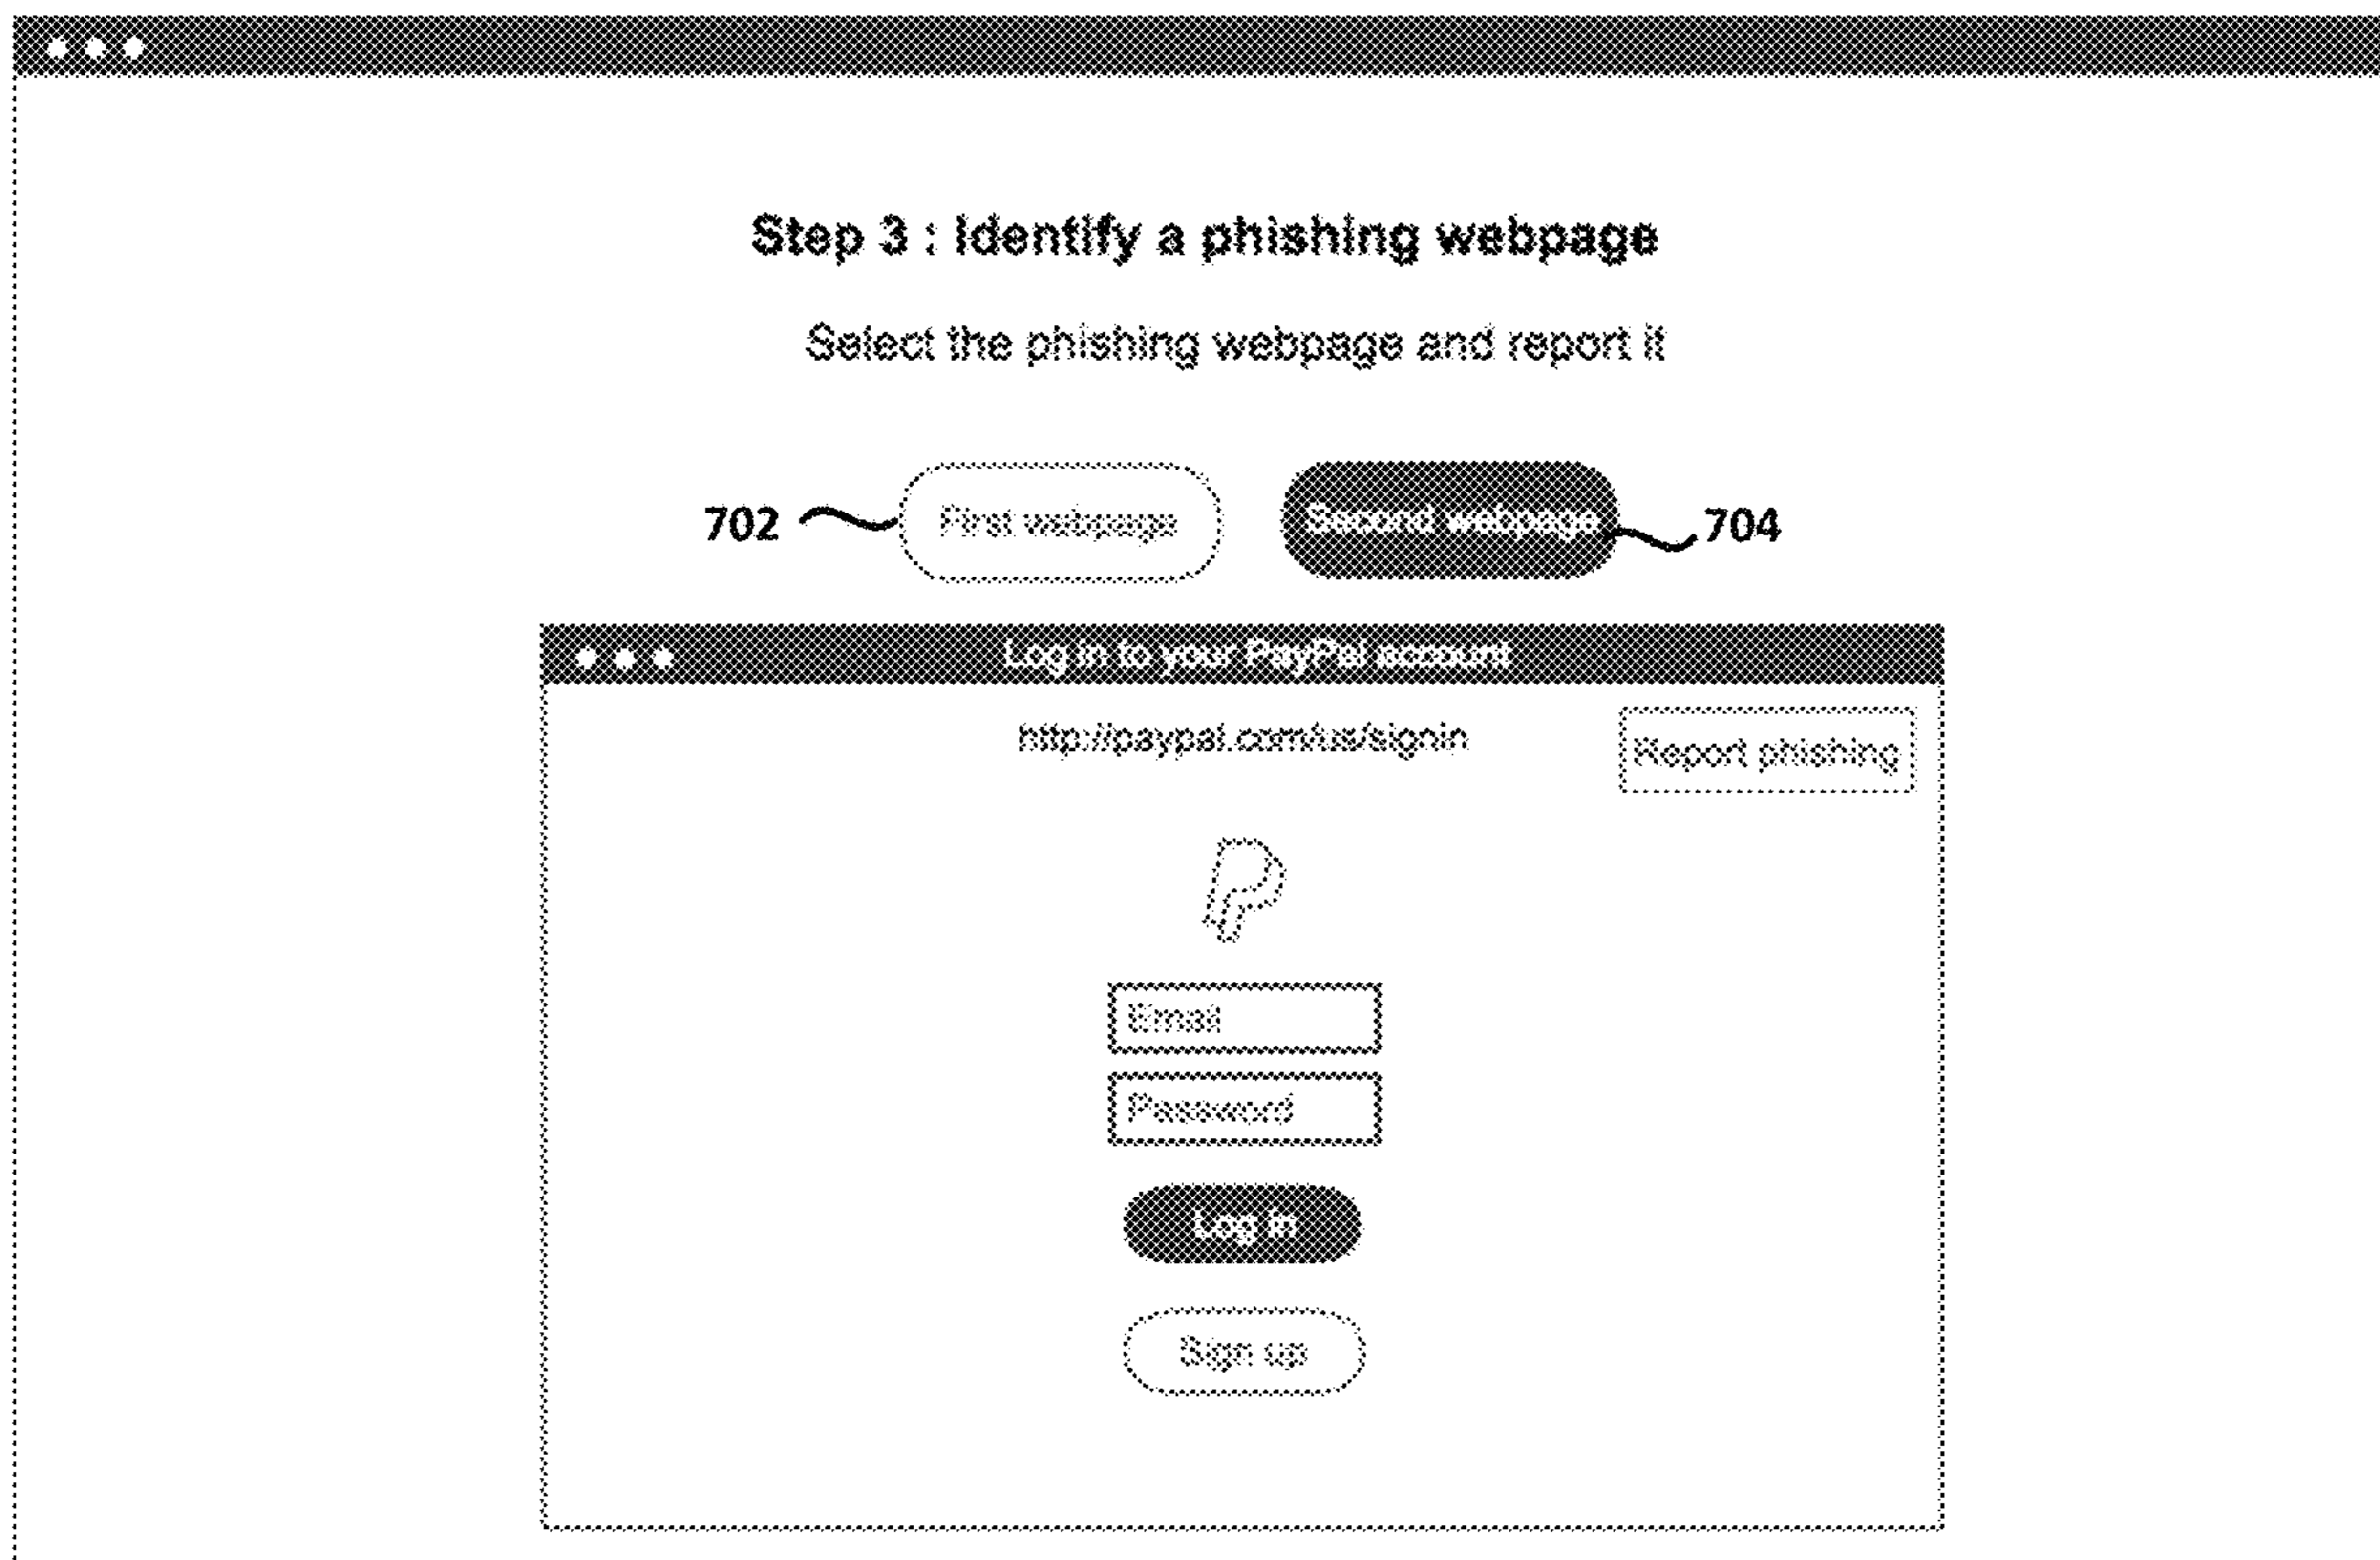 Step 3 : Identify a phishing webpage
Select the phishing webpage and report it
702 First webpage Second webpage 704
Log in to your PayPal account
http://paypal.com/us/signin
Report phishing
P
Email
Password
Log in
Sign up